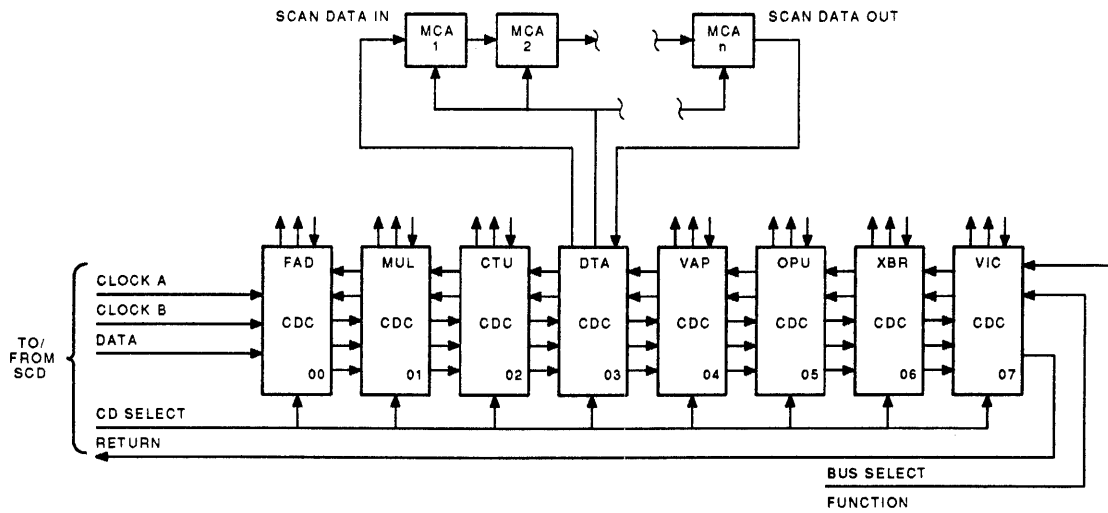 SCAN DATA IN
SCAN DATA OUT
MCA
1
MCA
2
MCA
n
FAD
MUL
CTU
DTA
VAP
OPU
XBR
VIC
CLOCK A
CLOCK B
DATA
TO/
FROM
SCD
CDC
CDC
CDC
CDC
CDC
CDC
CDC
CDC
00
01
02
03
04
05
06
07
CD SELECT
RETURN
BUS SELECT
FUNCTION